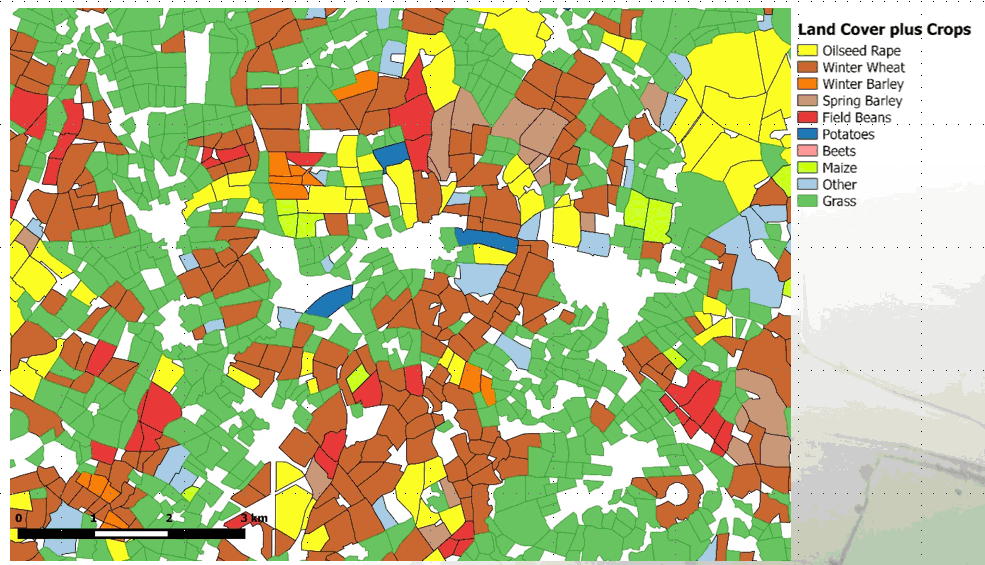 Land Cover plus Crops
Oilseed Rape
Winter Wheat
Winter Barley
Spring Barley
Field Beans
Potatoes
Beets
Maize
Other
Grass
0 1 2 3 km